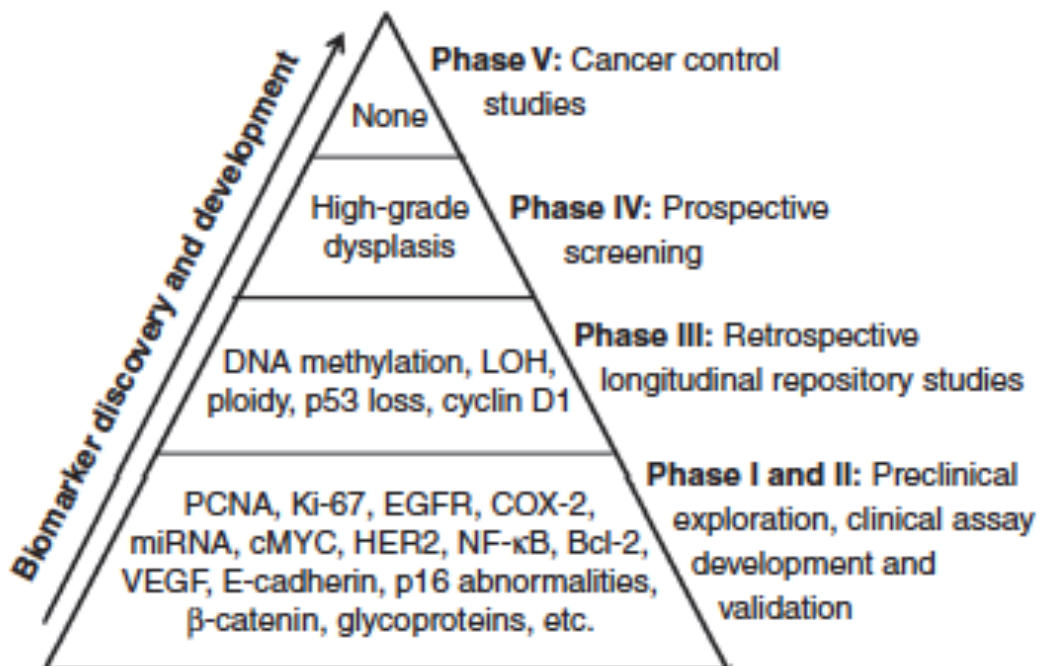 Biomarker discovery and development
None
Phase V: Cancer control
studies
High-grade
dysplasis
Phase IV: Prospective
screening
DNA methylation, LOH,
ploidy, p53 loss, cyclin D1
Phase III: Retrospective
longitudinal repository studies
PCNA, Ki-67, EGFR, COX-2,
miRNA, cMYC, HER2, NF-κB, Bcl-2,
VEGF, E-cadherin, p16 abnormalities,
β-catenin, glycoproteins, etc.
Phase I and II: Preclinical
exploration, clinical assay
development and
validation